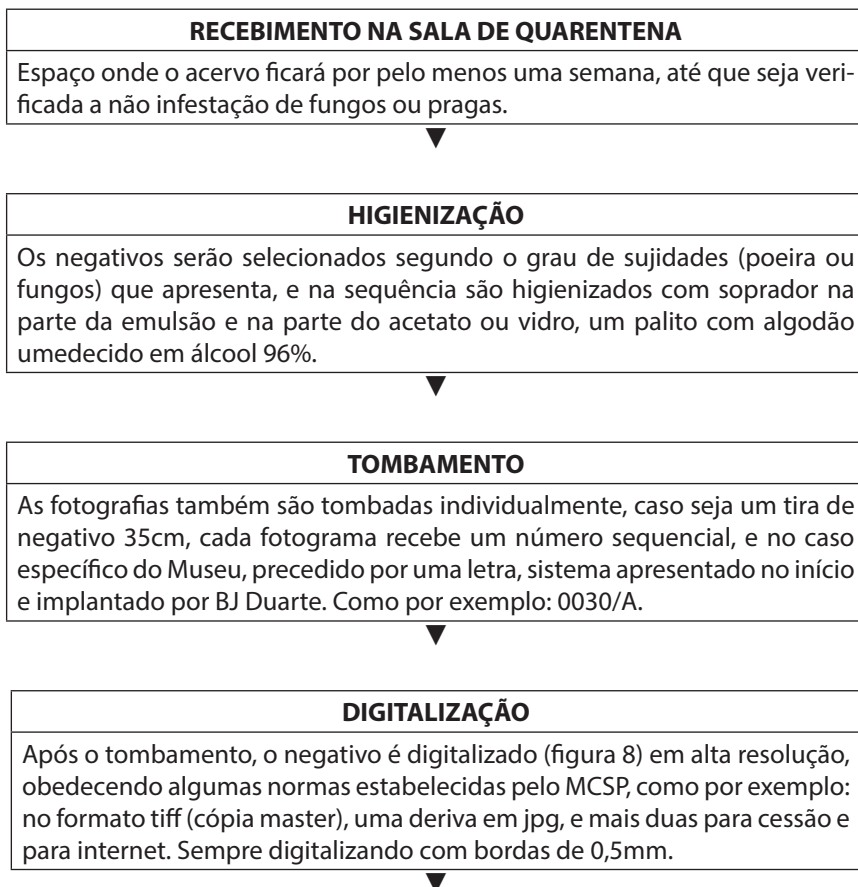 RECEBIMENTO NA SALA DE QUARENTENA
Espaço onde o acervo ficará por pelo menos uma semana, até que seja veri-
ficada a não infestação de fungos ou pragas.
HIGIENIZAÇÃO
Os negativos serão selecionados segundo o grau de sujidades (poeira ou
fungos) que apresenta, e na sequência são higienizados com soprador na
parte da emulsão e na parte do acetato ou vidro, um palito com algodão
umedecido em álcool 96%.
TOMBAMENTO
As fotografias também são tombadas individualmente, caso seja um tira de
negativo 35cm, cada fotograma recebe um número sequencial, e no caso
específico do Museu, precedido por uma letra, sistema apresentado no início
e implantado por BJ Duarte. Como por exemplo: 0030/A.
DIGITALIZAÇÃO
Após o tombamento, o negativo é digitalizado (figura 8) em alta resolução,
obedecendo algumas normas estabelecidas pelo MCSP, como por exemplo:
no formato tiff (cópia master), uma deriva em jpg, e mais duas para cessão e
para internet. Sempre digitalizando com bordas de 0,5mm.